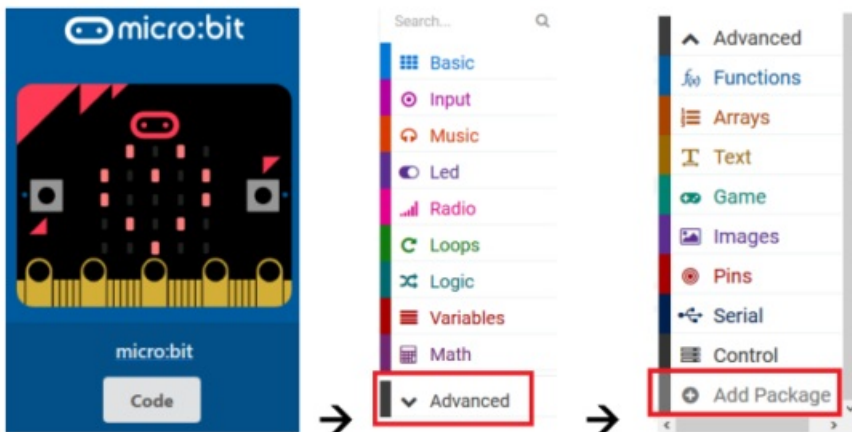 micro:bit
micro:bit
Code
Search...
Basic
Input
Music
Led
Radio
Loops
Logic
Variables
Math
Advanced
Advanced
f(x) Functions
Arrays
T Text
Game
Images
Pins
Serial
Control
Add Package